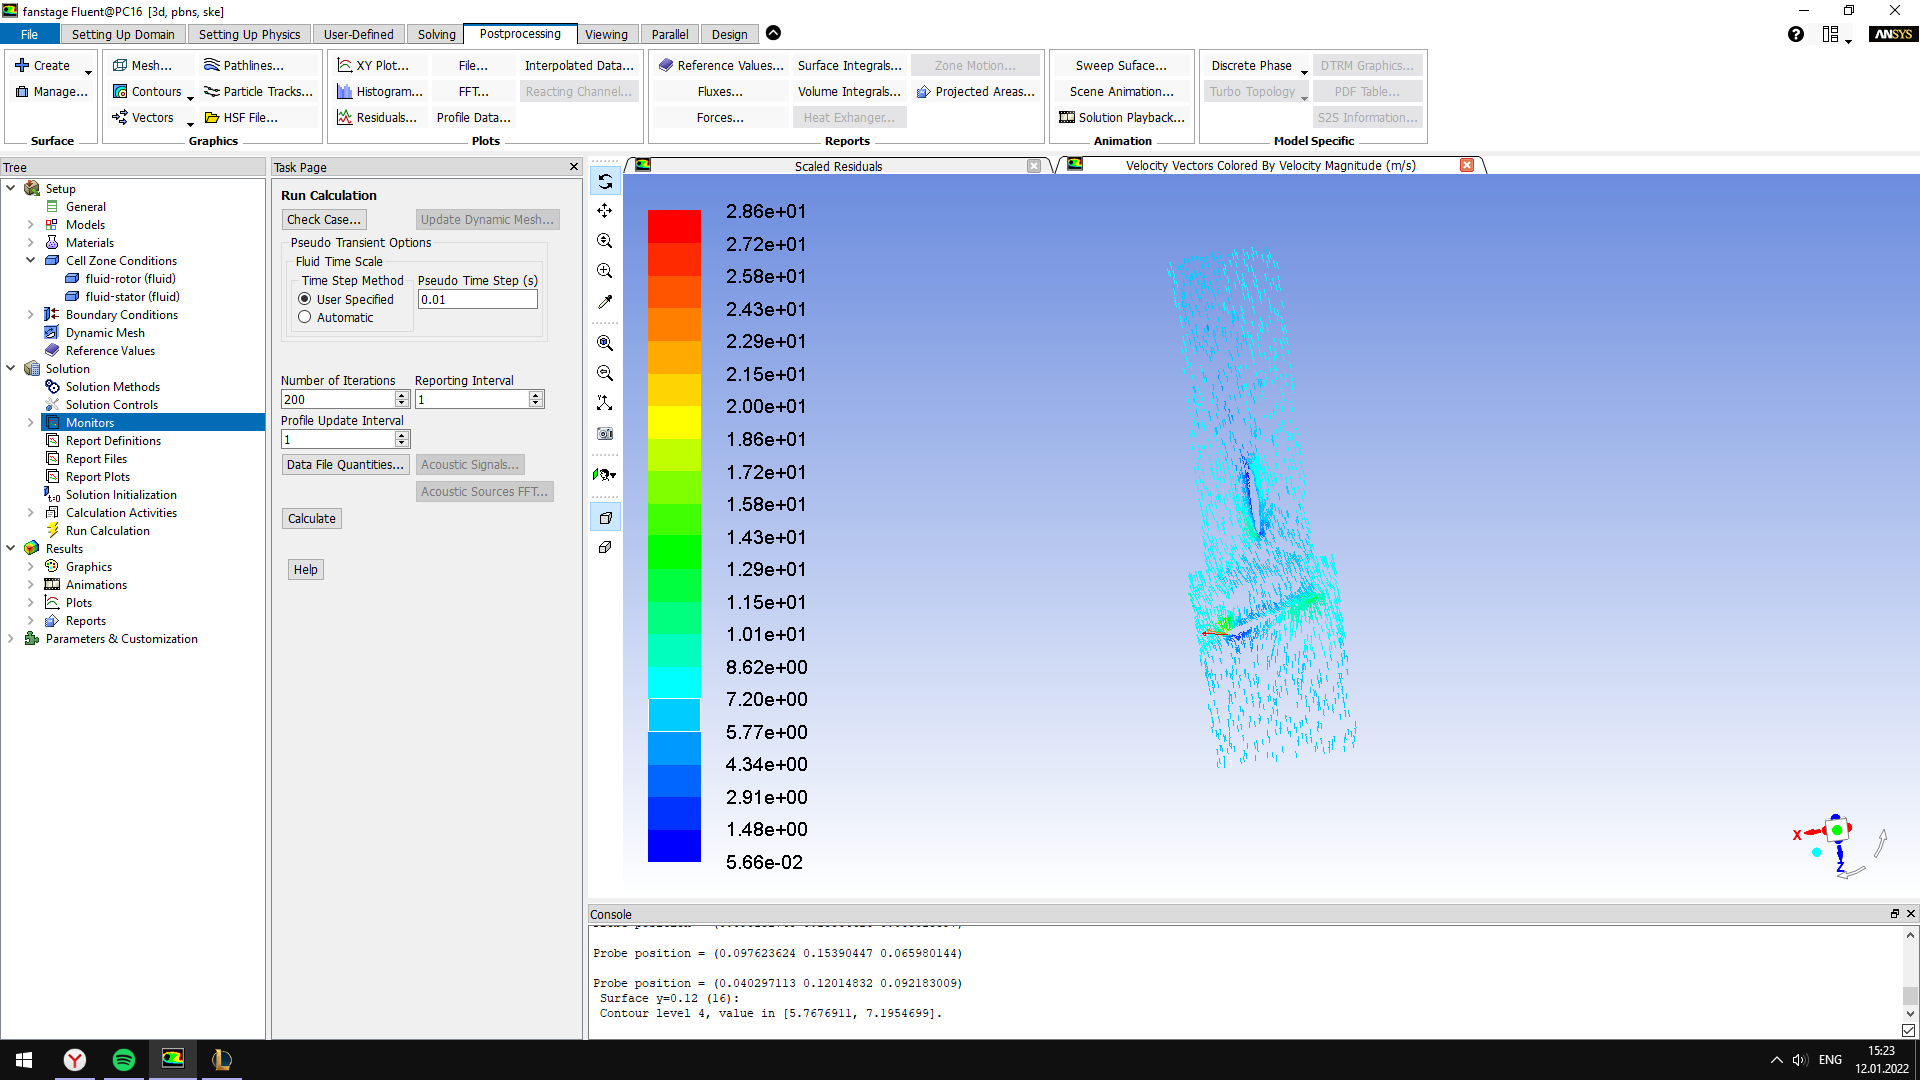 fanstage Fluent@PC16 [3d, pbns, ske]
File Setting Up Domain Setting Up Physics User-Defined Solving Postprocessing Viewing Parallel Design
ANSYS
Create
Manage...
Surface
Mesh... Pathlines...
Contours Particle Tracks...
Vectors HSF File...
Graphics
XY Plot... File... Interpolated Data...
Histogram... FFT... Reacting Channel...
Residuals... Profile Data...
Plots
Reference Values... Surface Integrals... Zone Motion...
Fluxes... Volume Integrals... Projected Areas...
Forces... Heat Exhanger...
Reports
Sweep Suface...
Scene Animation...
Solution Playback...
Animation
Discrete Phase DTRM Graphics...
Turbo Topology PDF Table...
S2S Information...
Model Specific
Tree
Setup
General
Models
Materials
Cell Zone Conditions
fluid-rotor (fluid)
fluid-stator (fluid)
Boundary Conditions
Dynamic Mesh
Reference Values
Solution
Solution Methods
Solution Controls
Monitors
Report Definitions
Report Files
Report Plots
Solution Initialization
Calculation Activities
Run Calculation
Results
Graphics
Animations
Plots
Reports
Parameters & Customization
Task Page
Run Calculation
Check Case... Update Dynamic Mesh...
Pseudo Transient Options
Fluid Time Scale
Time Step Method Pseudo Time Step (s)
User Specified 0.01
Automatic
Number of Iterations Reporting Interval
200 1
Profile Update Interval
1
Data File Quantities... Acoustic Signals...
Acoustic Sources FFT...
Calculate
Help
Scaled Residuals
Velocity Vectors Colored By Velocity Magnitude (m/s)
2.86e+01
2.72e+01
2.58e+01
2.43e+01
2.29e+01
2.15e+01
2.00e+01
1.86e+01
1.72e+01
1.58e+01
1.43e+01
1.29e+01
1.15e+01
1.01e+01
8.62e+00
7.20e+00
5.77e+00
4.34e+00
2.91e+00
1.48e+00
5.66e-02
X
Z
Console
Probe position = (0.097623624 0.15390447 0.065980144)
Probe position = (0.040297113 0.12014832 0.092183009)
Surface y=0.12 (16):
Contour level 4, value in [5.7676911, 7.1954699].
ENG
15:23
12.01.2022